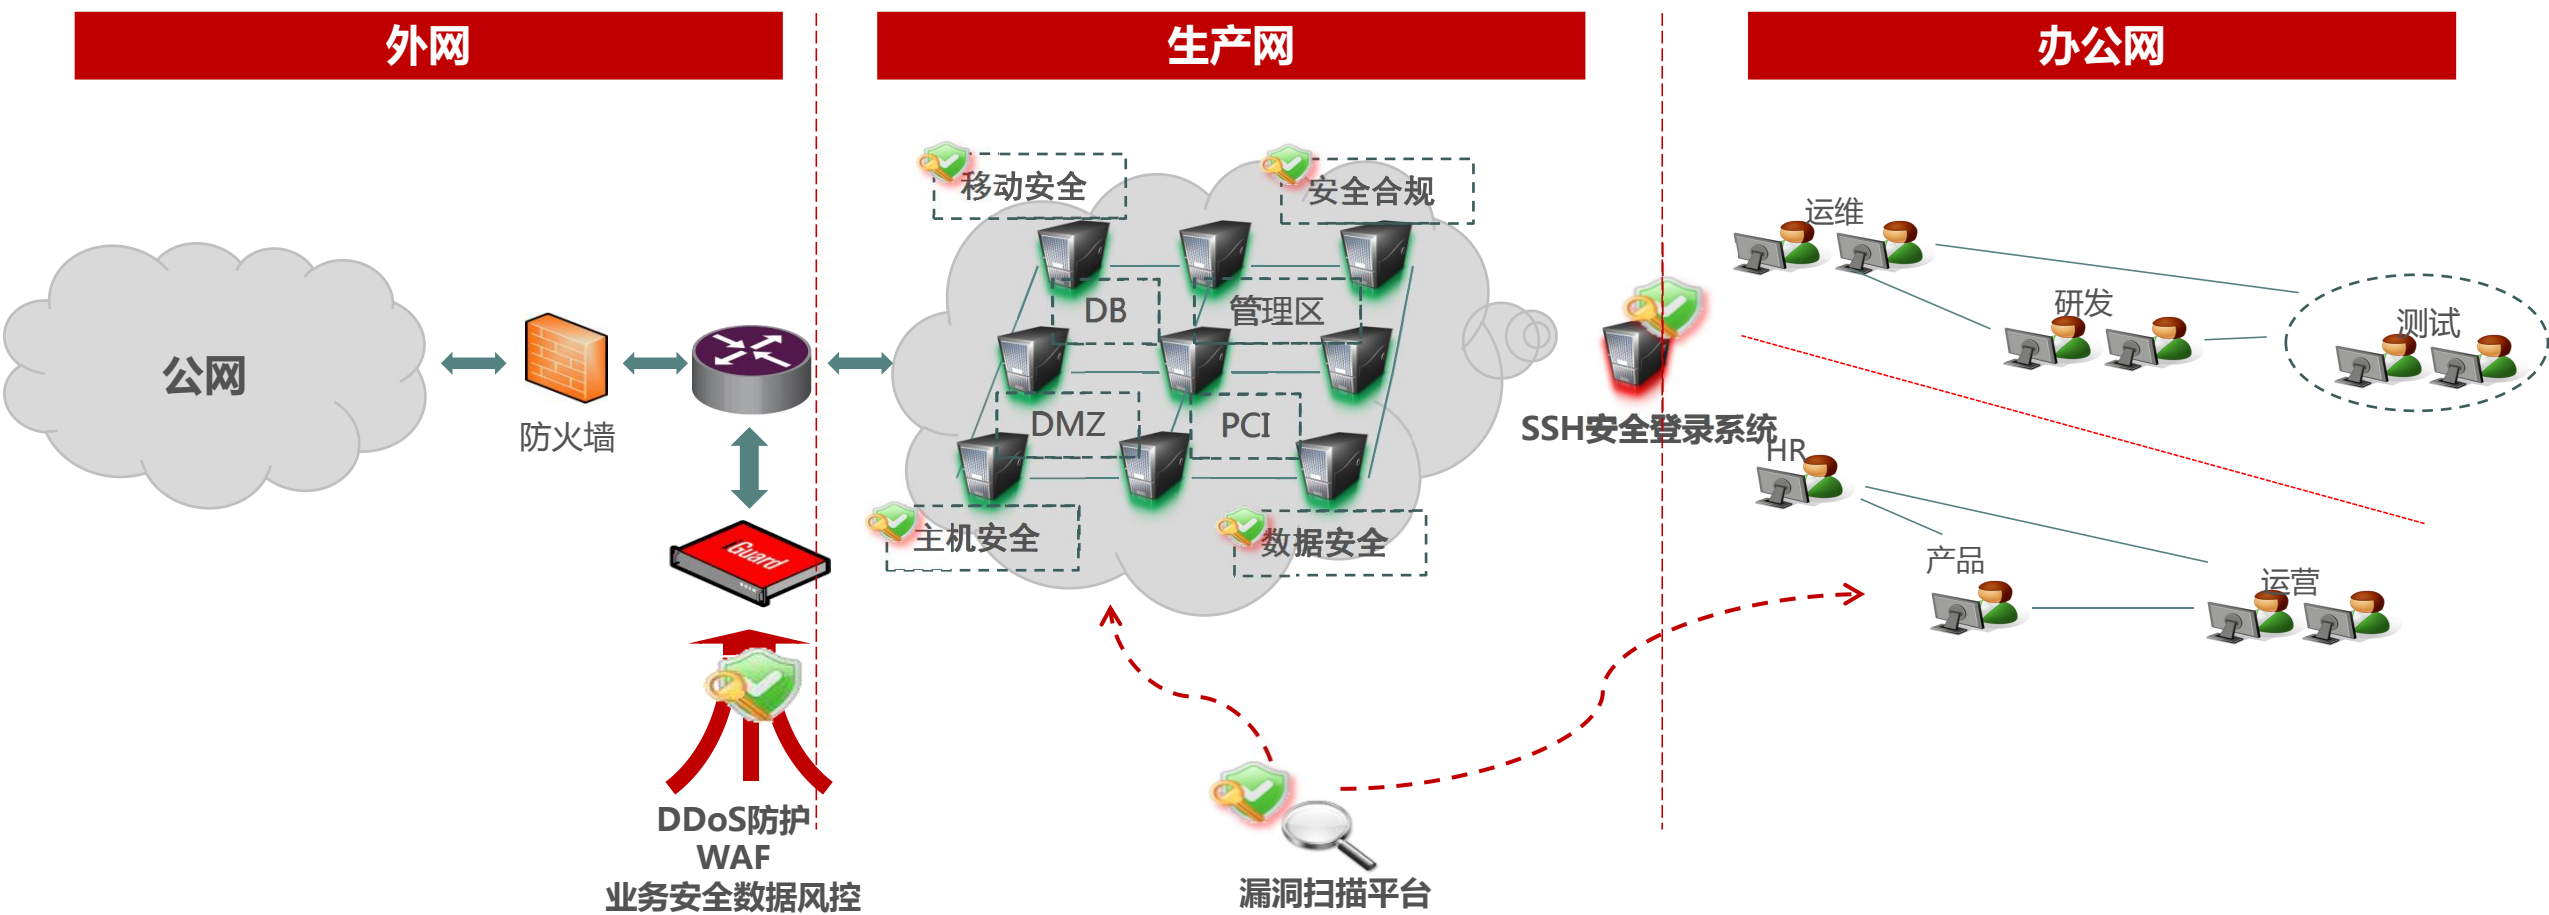 外网
生产网
办公网
移动安全
安全合规
运维
研发
测试
DB
管理区
公网
防火墙
DMZ
PCI
SSH安全登录系统
HR
主机安全
数据安全
iGuard
产品
运营
DDoS防护
WAF
业务安全数据风控
漏洞扫描平台